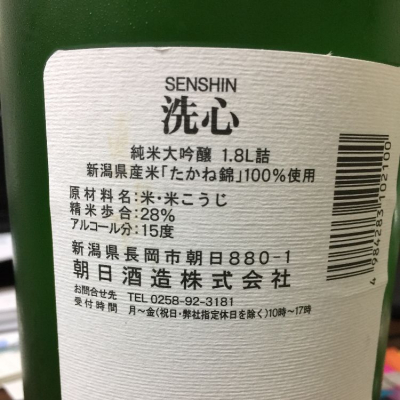 SENSHIN
洗心
純米大吟醸 1.8L詰
新潟県産米「たかね錦」100%使用
原材料名:米・米こうじ
精米歩合:28%
アルコール分:15度
新潟県長岡市朝日880-1
朝日酒造株式会社
お問合せ先 TEL 0258-92-3181
受付時間 月～金(祝日・弊社指定休日を除く)10時～17時
4 984283 102100